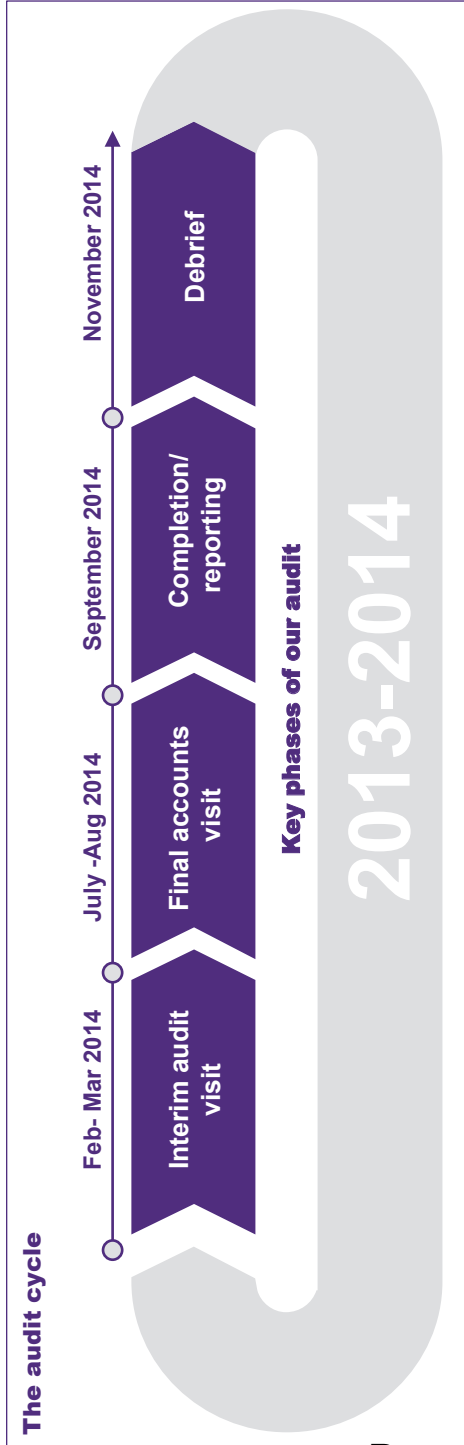 The audit cycle
Feb- Mar 2014
July -Aug 2014
September 2014
November 2014
Interim audit
visit
Final accounts
visit
Completion/
reporting
Debrief
Key phases of our audit
2013-2014